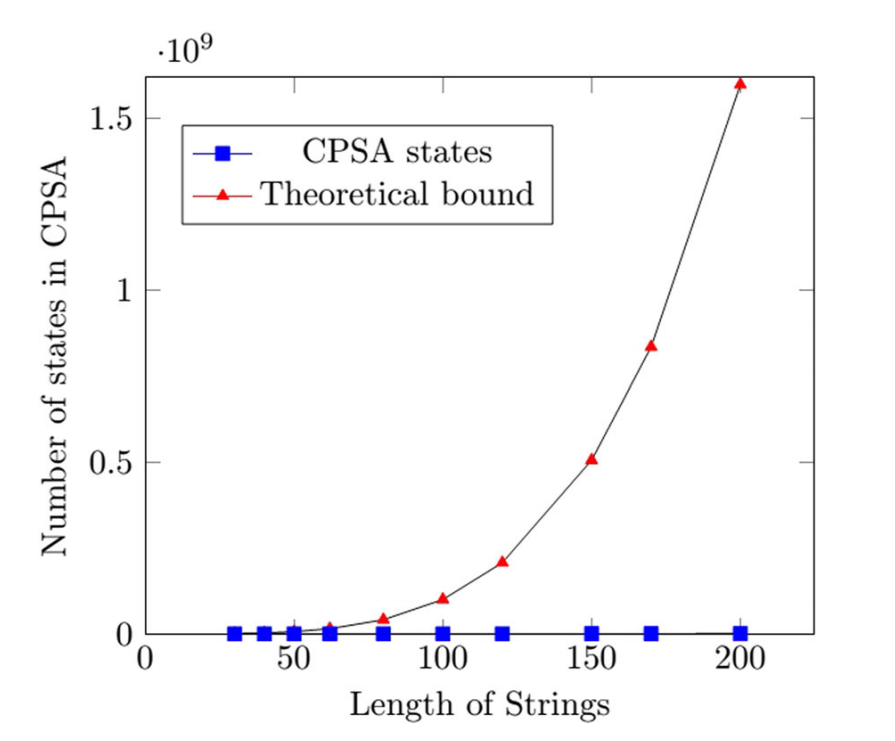 ·10⁹
1.5
1
0.5
0
CPSA states
Theoretical bound
Number of states in CPSA
0 50 100 150 200
Length of Strings